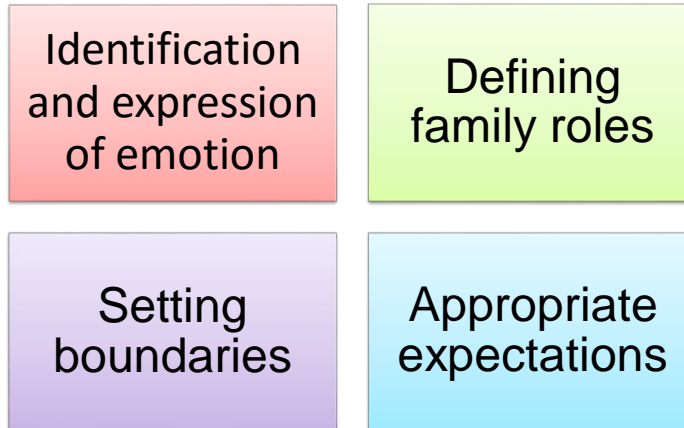 Identification
and expression
of emotion
Defining
family roles
Setting
boundaries
Appropriate
expectations